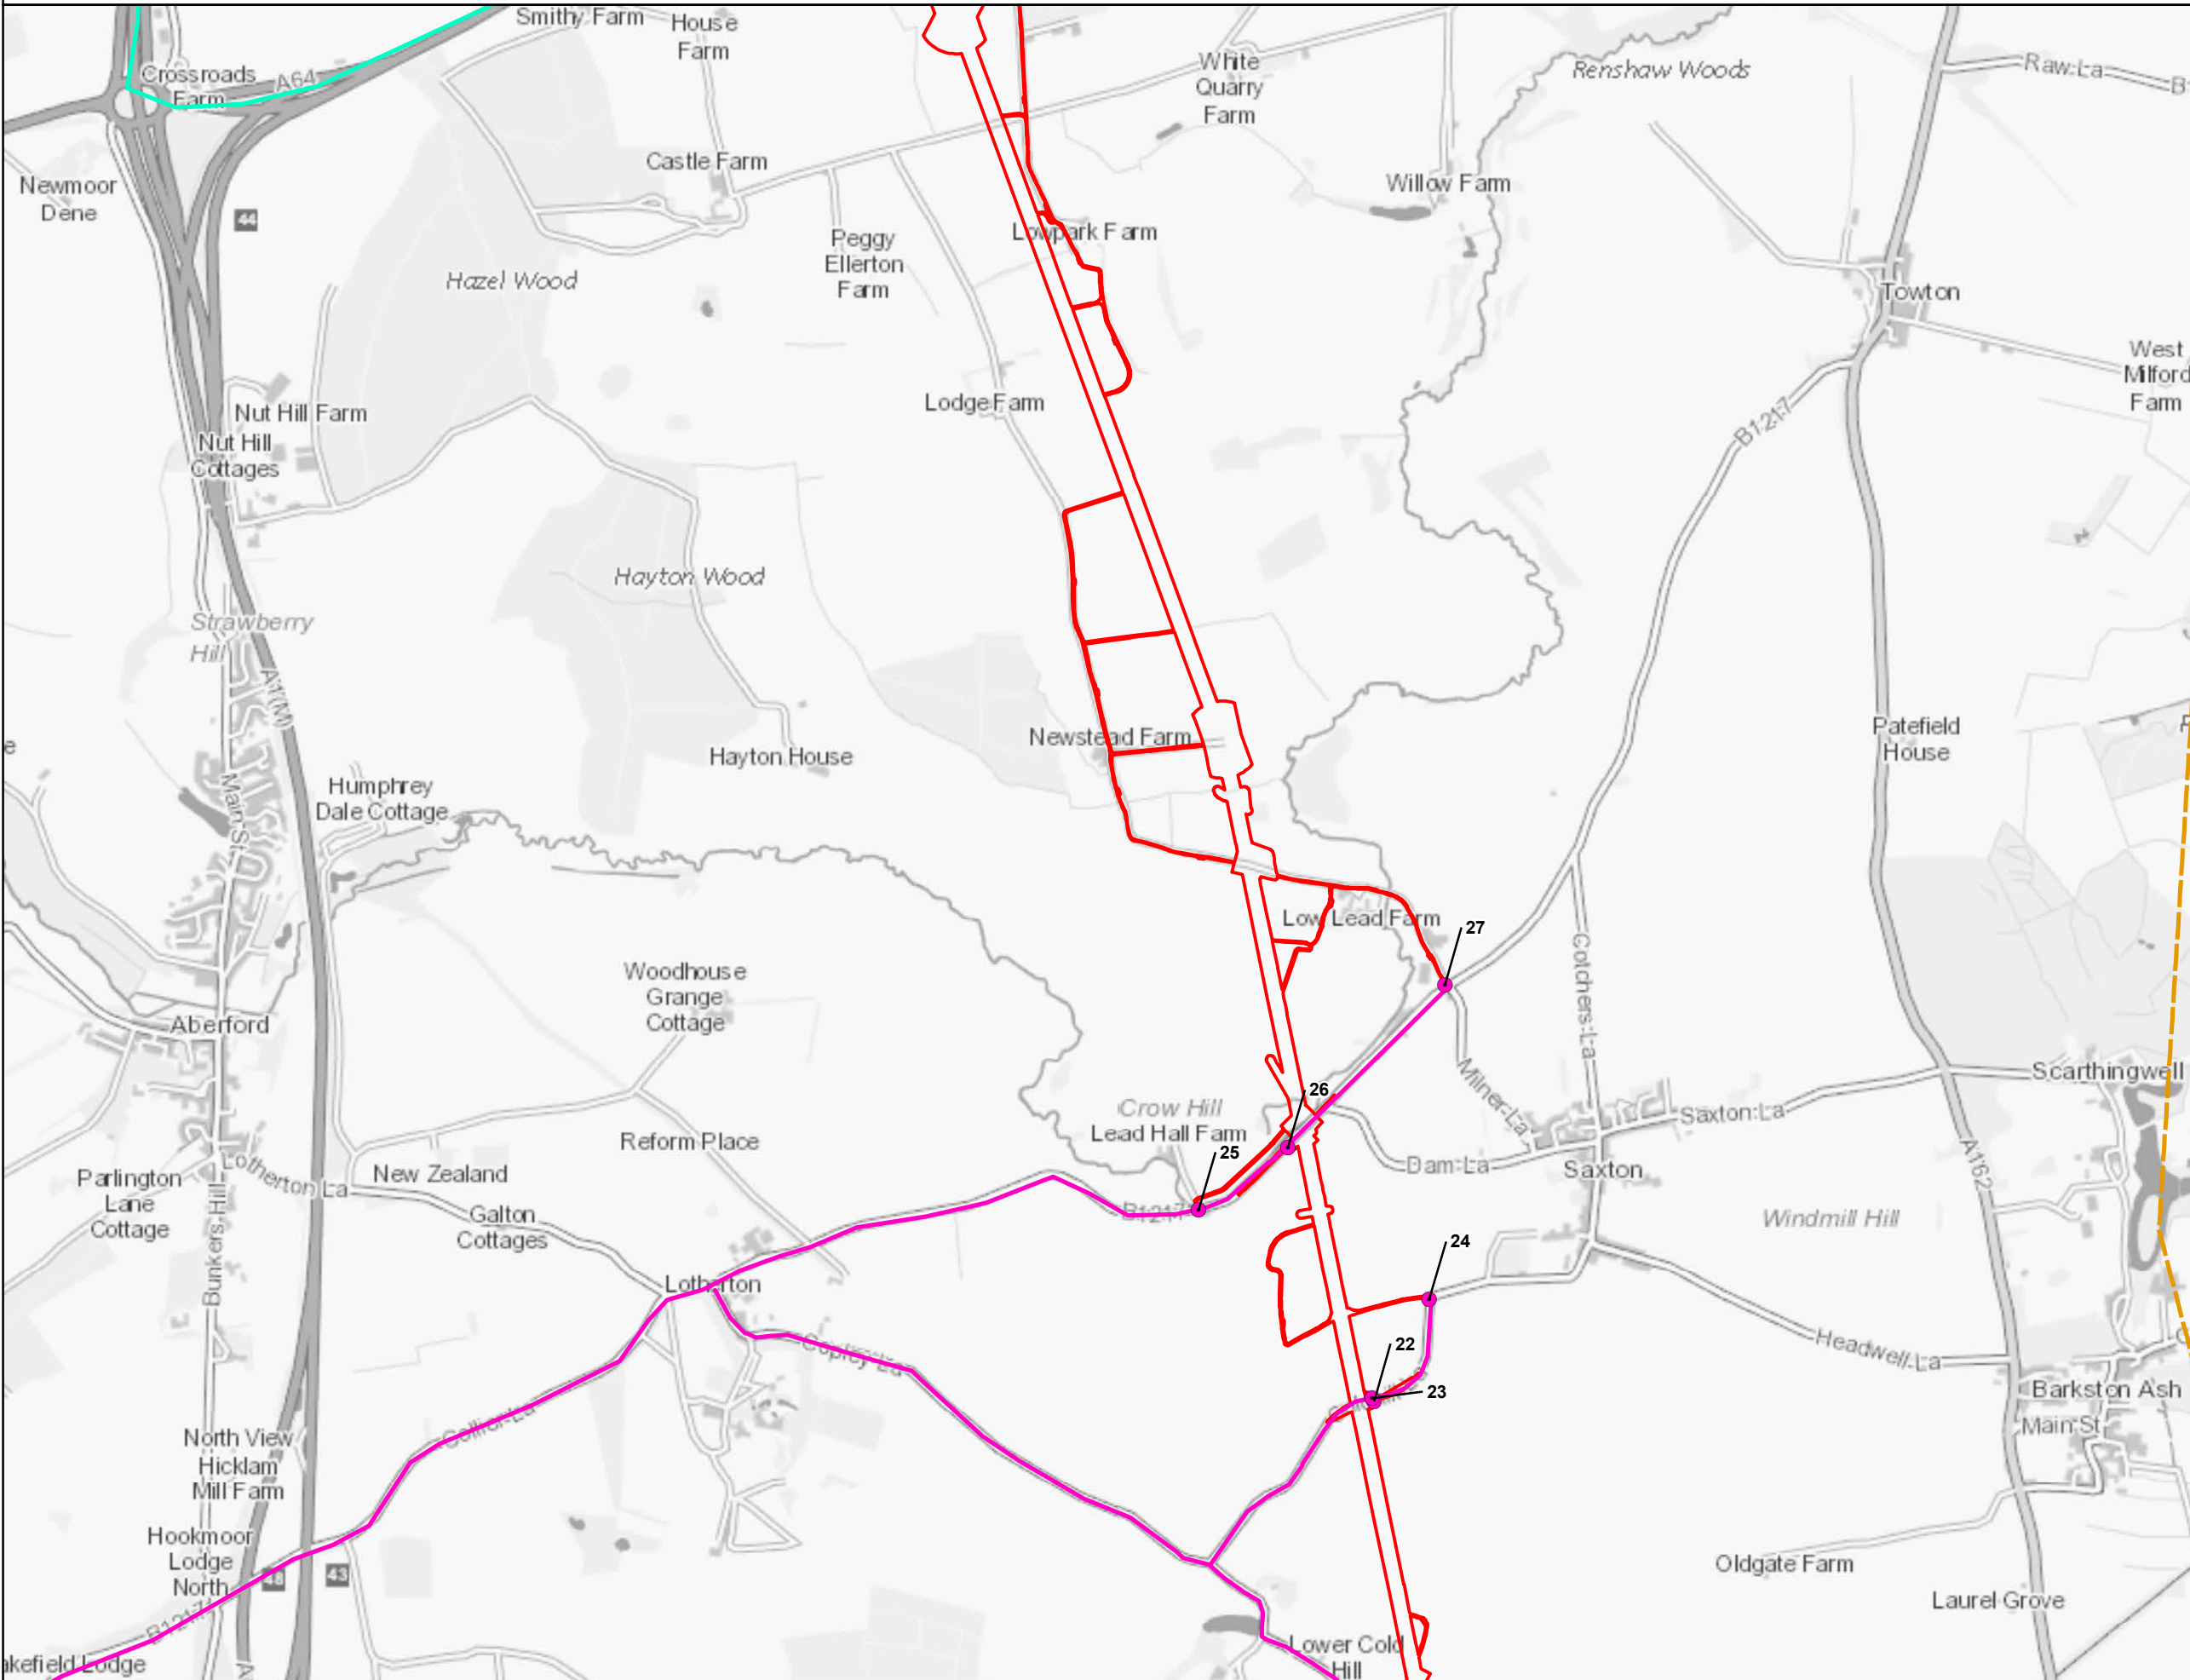 Smithy Farm
House
Farm
Crossroads
Farm
A64
White
Quarry
Farm
Renshaw Woods
Raw La
Newmoor
Dene
44
Castle Farm
Willow Farm
Lowpark Farm
Peggy
Ellerton
Farm
Hazel Wood
Towton
West
Milford
Farm
Nut Hill Farm
Nut Hill
Cottages
Lodge Farm
B1217
Hayton Wood
Strawberry
Hill
A1(M)
Newstead Farm
Hayton House
Patefield
House
Humphrey
Dale Cottage
Main St
Low Lead Farm
27
Cotchers La
Woodhouse
Grange
Cottage
Aberford
Milner La
Scarthingwell
26
Crow Hill
Lead Hall Farm
25
Saxton La
Reform Place
Dam La
Saxton
A162
Parlington
Lane
Cottage
Lotherton La
New Zealand
Galton
Cottages
B1217
Windmill Hill
Bunkers Hill
24
Lotherton
Copley La
22
23
Headwell La
Barkston Ash
Main St
Collier La
North View
Hicklam
Mill Farm
Hookmoor
Lodge
North
48
43
B1217
Oldgate Farm
Laurel Grove
Lower Cold
Hill
akefield Lodge